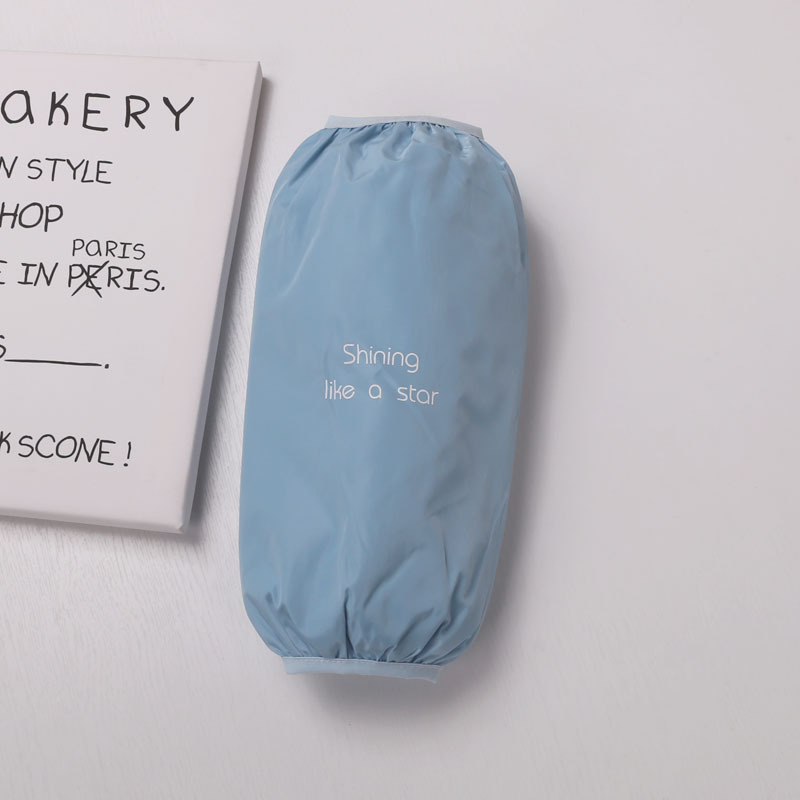 AKERY
N STYLE
HOP
PARIS
E IN PERIS.
S______.
K SCONE!
Shining
like a star